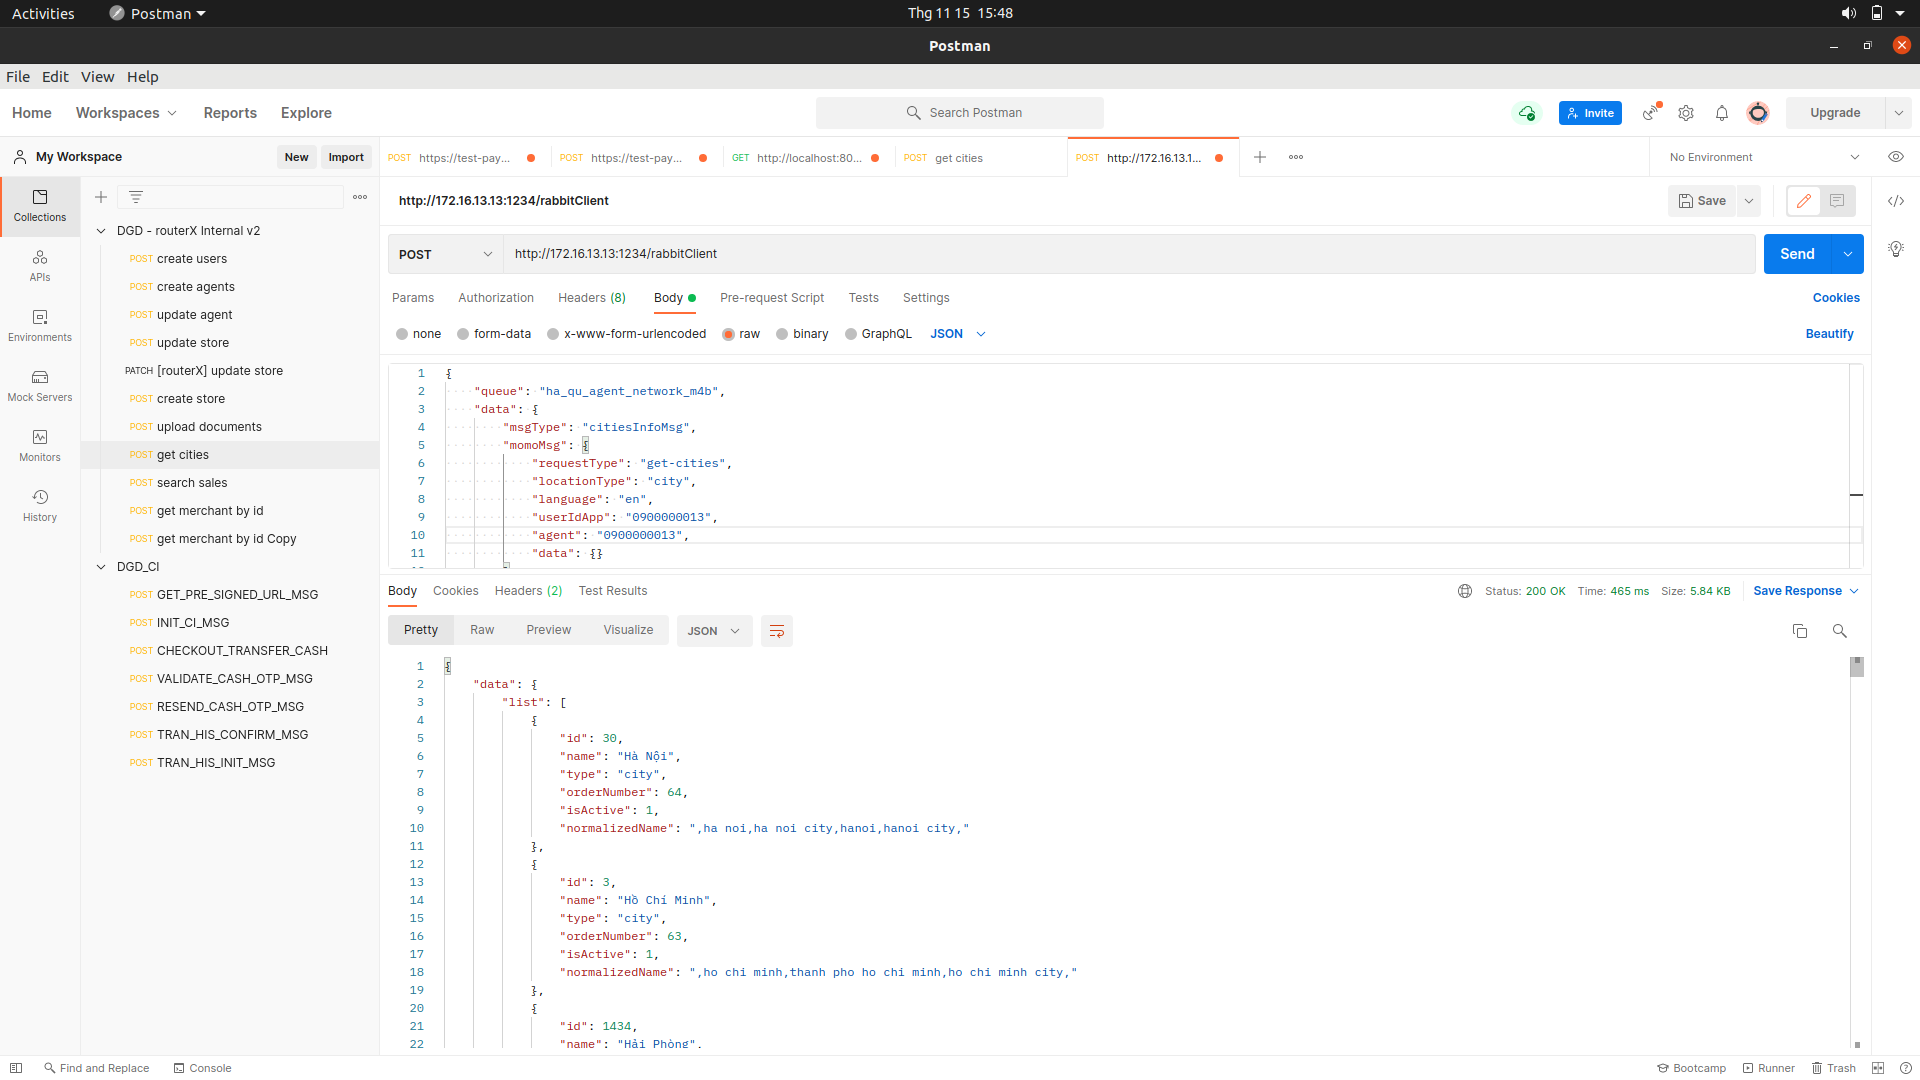 Activities Postman Thg 11 15 15:48
Postman
File Edit View Help
Home Workspaces Reports Explore Search Postman Invite Upgrade
My Workspace New Import
POST https://test-pay... POST https://test-pay... GET http://localhost:80... POST get cities POST http://172.16.13.1... No Environment
Collections
APIs
Environments
Mock Servers
Monitors
History
DGD - routerX Internal v2
POST create users
POST create agents
POST update agent
POST update store
PATCH [routerX] update store
POST create store
POST upload documents
POST get cities
POST search sales
POST get merchant by id
POST get merchant by id Copy
DGD_CI
POST GET_PRE_SIGNED_URL_MSG
POST INIT_CI_MSG
POST CHECKOUT_TRANSFER_CASH
POST VALIDATE_CASH_OTP_MSG
POST RESEND_CASH_OTP_MSG
POST TRAN_HIS_CONFIRM_MSG
POST TRAN_HIS_INIT_MSG
http://172.16.13.13:1234/rabbitClient Save
POST http://172.16.13.13:1234/rabbitClient Send
Params Authorization Headers (8) Body Pre-request Script Tests Settings Cookies
none form-data x-www-form-urlencoded raw binary GraphQL JSON Beautify
1 {
2 "queue": "ha_qu_agent_network_m4b",
3 "data": {
4 "msgType": "citiesInfoMsg",
5 "momoMsg": {
6 "requestType": "get-cities",
7 "locationType": "city",
8 "language": "en",
9 "userIdApp": "0900000013",
10 "agent": "0900000013",
11 "data": {}
Body Cookies Headers (2) Test Results Status: 200 OK Time: 465 ms Size: 5.84 KB Save Response
Pretty Raw Preview Visualize JSON
1 {
2 "data": {
3 "list": [
4 {
5 "id": 30,
6 "name": "Hà Nội",
7 "type": "city",
8 "orderNumber": 64,
9 "isActive": 1,
10 "normalizedName": ",ha noi,ha noi city,hanoi,hanoi city,"
11 },
12 {
13 "id": 3,
14 "name": "Hồ Chí Minh",
15 "type": "city",
16 "orderNumber": 63,
17 "isActive": 1,
18 "normalizedName": ",ho chi minh,thanh pho ho chi minh,ho chi minh city,"
19 },
20 {
21 "id": 1434,
22 "name": "Hải Phòng",
Find and Replace Console Bootcamp Runner Trash